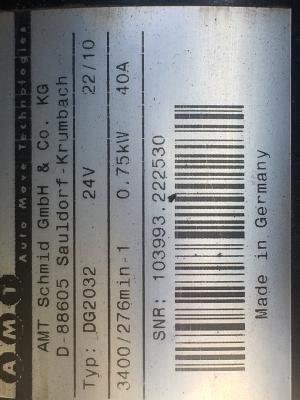 AMT
Auto Move Technologies
AMT Schmid GmbH & Co. KG
D-88605 Sauldorf-Krumbach
Typ: DG2032 24V 22/10
3400/276min-1 0.75kW 40A
SNR: 103993.222530
Made in Germany